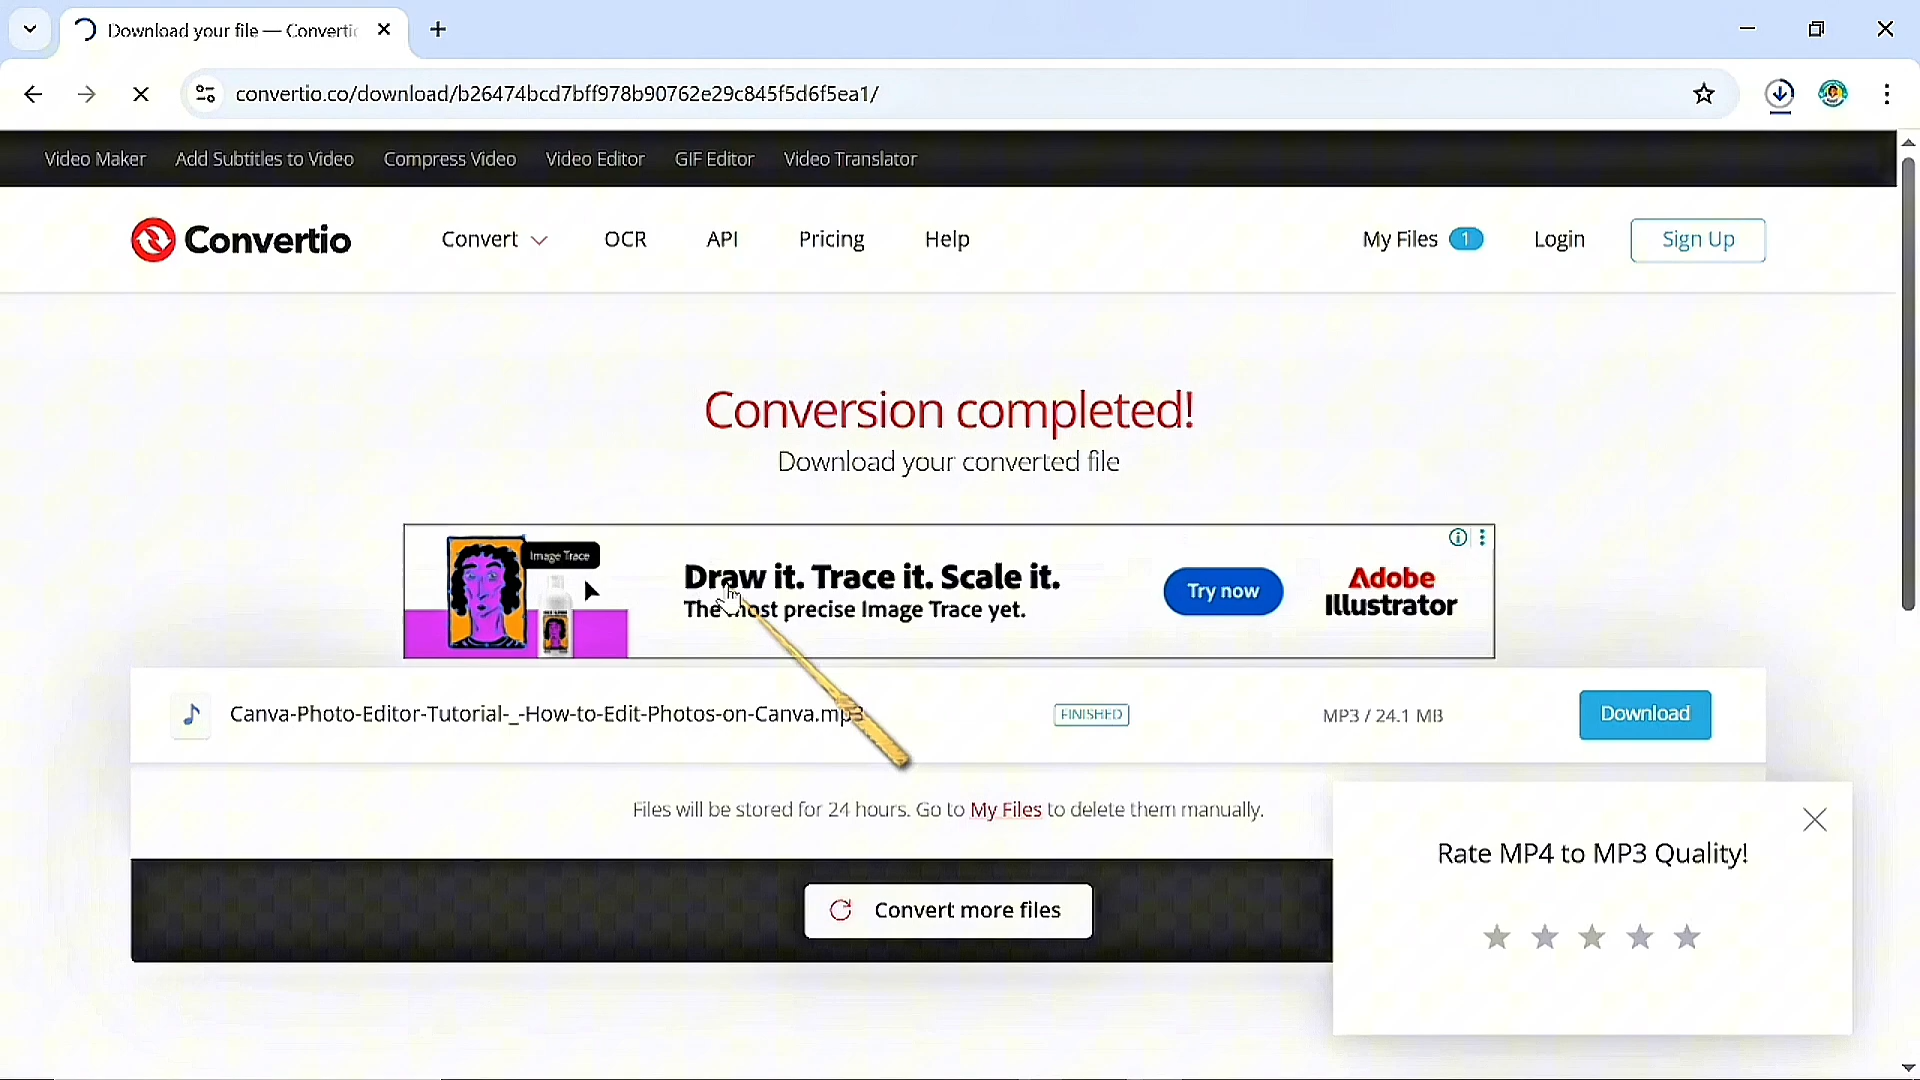 Download your file — Converti
convertio.co/download/b26474bcd7bff978b90762e29c845f5d6f5ea1/
Video Maker Add Subtitles to Video Compress Video Video Editor GIF Editor Video Translator
Convertio Convert OCR API Pricing Help My Files 1 Login Sign Up
Conversion completed!
Download your converted file
Image Trace
Draw it. Trace it. Scale it.
The most precise Image Trace yet.
Try now
Adobe
Illustrator
Canva-Photo-Editor-Tutorial-_-How-to-Edit-Photos-on-Canva.mp3 FINISHED MP3 / 24.1 MB Download
Files will be stored for 24 hours. Go to My Files to delete them manually.
Rate MP4 to MP3 Quality!
Convert more files